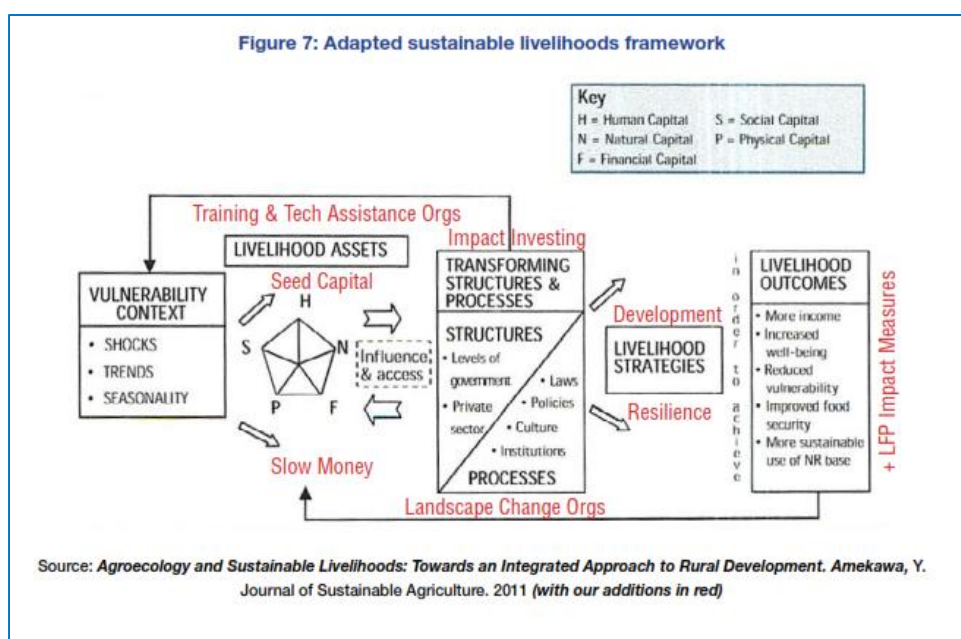 Figure 7: Adapted sustainable livelihoods framework
Key
H = Human Capital S = Social Capital
N = Natural Capital P = Physical Capital
F = Financial Capital
Training & Tech Assistance Orgs
LIVELIHOOD ASSETS
Seed Capital
H
S
N
P
F
VULNERABILITY
CONTEXT
• SHOCKS
• TRENDS
• SEASONALITY
Slow Money
Influence
& access
Impact Investing
TRANSFORMING
STRUCTURES &
PROCESSES
STRUCTURES
• Levels of
government
• Private
sector
• Laws
• Policies
• Culture
• Institutions
PROCESSES
Landscape Change Orgs
Development
LIVELIHOOD
STRATEGIES
Resilience
in order to achieve
LIVELIHOOD
OUTCOMES
• More income
• Increased
well-being
• Reduced
vulnerability
• Improved food
security
• More sustainable
use of NR base
+ LFP Impact Measures
Source: Agroecology and Sustainable Livelihoods: Towards an Integrated Approach to Rural Development. Amekawa, Y.
Journal of Sustainable Agriculture. 2011 (with our additions in red)